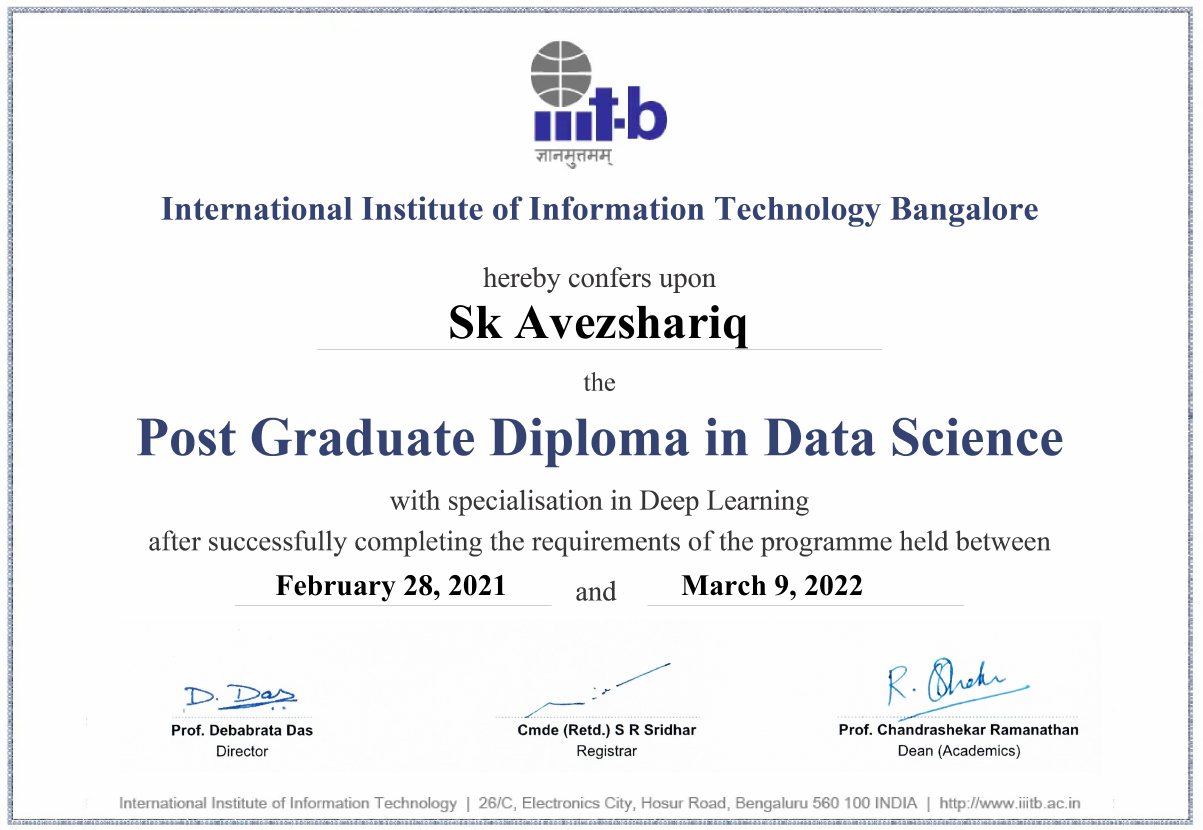 iiit-b
ज्ञानमुत्तमम्
International Institute of Information Technology Bangalore
hereby confers upon
Sk Avezshariq
the
Post Graduate Diploma in Data Science
with specialisation in Deep Learning
after successfully completing the requirements of the programme held between
February 28, 2021 and March 9, 2022
D. Das
R. Shekar
Prof. Debabrata Das
Cmde (Retd.) S R Sridhar
Prof. Chandrashekar Ramanathan
Director
Registrar
Dean (Academics)
International Institute of Information Technology | 26/C, Electronics City, Hosur Road, Bengaluru 560 100 INDIA | http://www.iiitb.ac.in